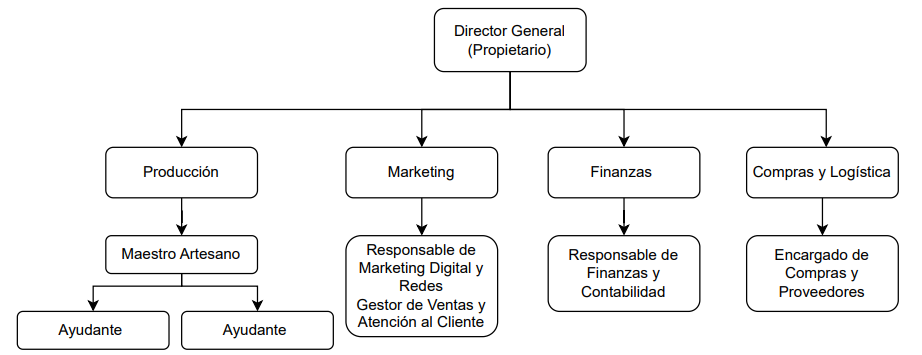 Director General
(Propietario)
Producción
Marketing
Finanzas
Compras y Logística
Maestro Artesano
Responsable de
Marketing Digital y
Redes
Gestor de Ventas y
Atención al Cliente
Responsable de
Finanzas y
Contabilidad
Encargado de
Compras y
Proveedores
Ayudante
Ayudante